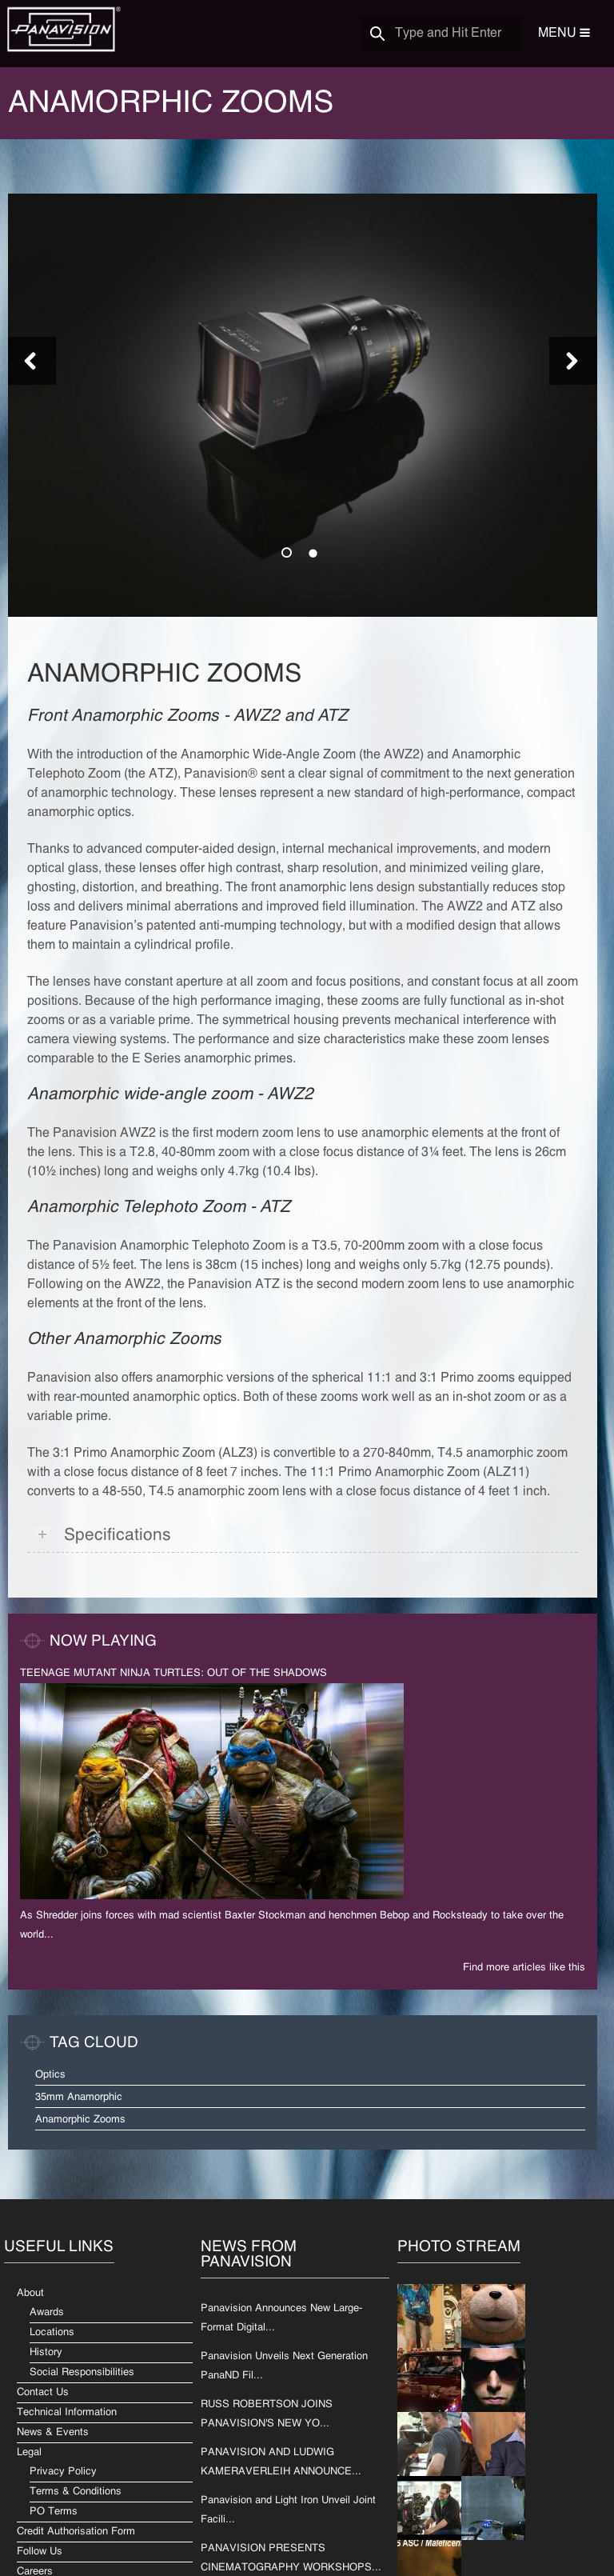 PANAVISION®
Type and Hit Enter
MENU
ANAMORPHIC ZOOMS
ANAMORPHIC ZOOMS
Front Anamorphic Zooms - AWZ2 and ATZ
With the introduction of the Anamorphic Wide-Angle Zoom (the AWZ2) and Anamorphic
Telephoto Zoom (the ATZ), Panavision® sent a clear signal of commitment to the next generation
of anamorphic technology. These lenses represent a new standard of high-performance, compact
anamorphic optics.
Thanks to advanced computer-aided design, internal mechanical improvements, and modern
optical glass, these lenses offer high contrast, sharp resolution, and minimized veiling glare,
ghosting, distortion, and breathing. The front anamorphic lens design substantially reduces stop
loss and delivers minimal aberrations and improved field illumination. The AWZ2 and ATZ also
feature Panavision's patented anti-mumping technology, but with a modified design that allows
them to maintain a cylindrical profile.
The lenses have constant aperture at all zoom and focus positions, and constant focus at all zoom
positions. Because of the high performance imaging, these zooms are fully functional as in-shot
zooms or as a variable prime. The symmetrical housing prevents mechanical interference with
camera viewing systems. The performance and size characteristics make these zoom lenses
comparable to the E Series anamorphic primes.
Anamorphic wide-angle zoom - AWZ2
The Panavision AWZ2 is the first modern zoom lens to use anamorphic elements at the front of
the lens. This is a T2.8, 40-80mm zoom with a close focus distance of 3¼ feet. The lens is 26cm
(10½ inches) long and weighs only 4.7kg (10.4 lbs).
Anamorphic Telephoto Zoom - ATZ
The Panavision Anamorphic Telephoto Zoom is a T3.5, 70-200mm zoom with a close focus
distance of 5½ feet. The lens is 38cm (15 inches) long and weighs only 5.7kg (12.75 pounds).
Following on the AWZ2, the Panavision ATZ is the second modern zoom lens to use anamorphic
elements at the front of the lens.
Other Anamorphic Zooms
Panavision also offers anamorphic versions of the spherical 11:1 and 3:1 Primo zooms equipped
with rear-mounted anamorphic optics. Both of these zooms work well as an in-shot zoom or as a
variable prime.
The 3:1 Primo Anamorphic Zoom (ALZ3) is convertible to a 270-840mm, T4.5 anamorphic zoom
with a close focus distance of 8 feet 7 inches. The 11:1 Primo Anamorphic Zoom (ALZ11)
converts to a 48-550, T4.5 anamorphic zoom lens with a close focus distance of 4 feet 1 inch.
+ Specifications
NOW PLAYING
TEENAGE MUTANT NINJA TURTLES: OUT OF THE SHADOWS
As Shredder joins forces with mad scientist Baxter Stockman and henchmen Bebop and Rocksteady to take over the
world...
Find more articles like this
TAG CLOUD
Optics
35mm Anamorphic
Anamorphic Zooms
USEFUL LINKS
About
Awards
Locations
History
Social Responsibilities
Contact Us
Technical Information
News & Events
Legal
Privacy Policy
Terms & Conditions
PO Terms
Credit Authorisation Form
Follow Us
Careers
NEWS FROM
PANAVISION
Panavision Announces New Large-
Format Digital...
Panavision Unveils Next Generation
PanaND Fil...
RUSS ROBERTSON JOINS
PANAVISION'S NEW YO...
PANAVISION AND LUDWIG
KAMERAVERLEIH ANNOUNCE...
Panavision and Light Iron Unveil Joint
Facili...
PANAVISION PRESENTS
CINEMATOGRAPHY WORKSHOPS...
PHOTO STREAM
S ASC / Maleficen